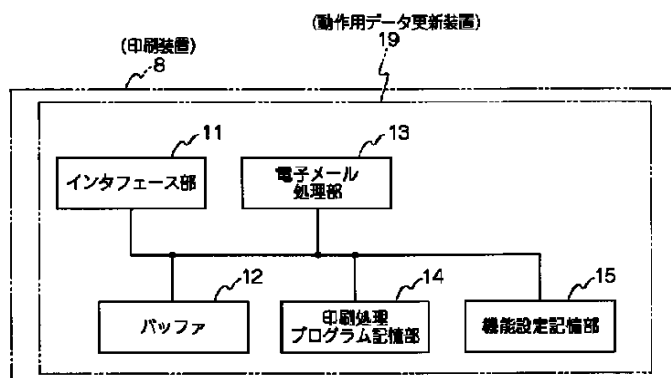 (印刷装置)
8
(動作用データ更新装置)
19
11
インタフェース部
13
電子メール
処理部
12
バッファ
14
印刷処理
プログラム記憶部
15
機能設定記憶部